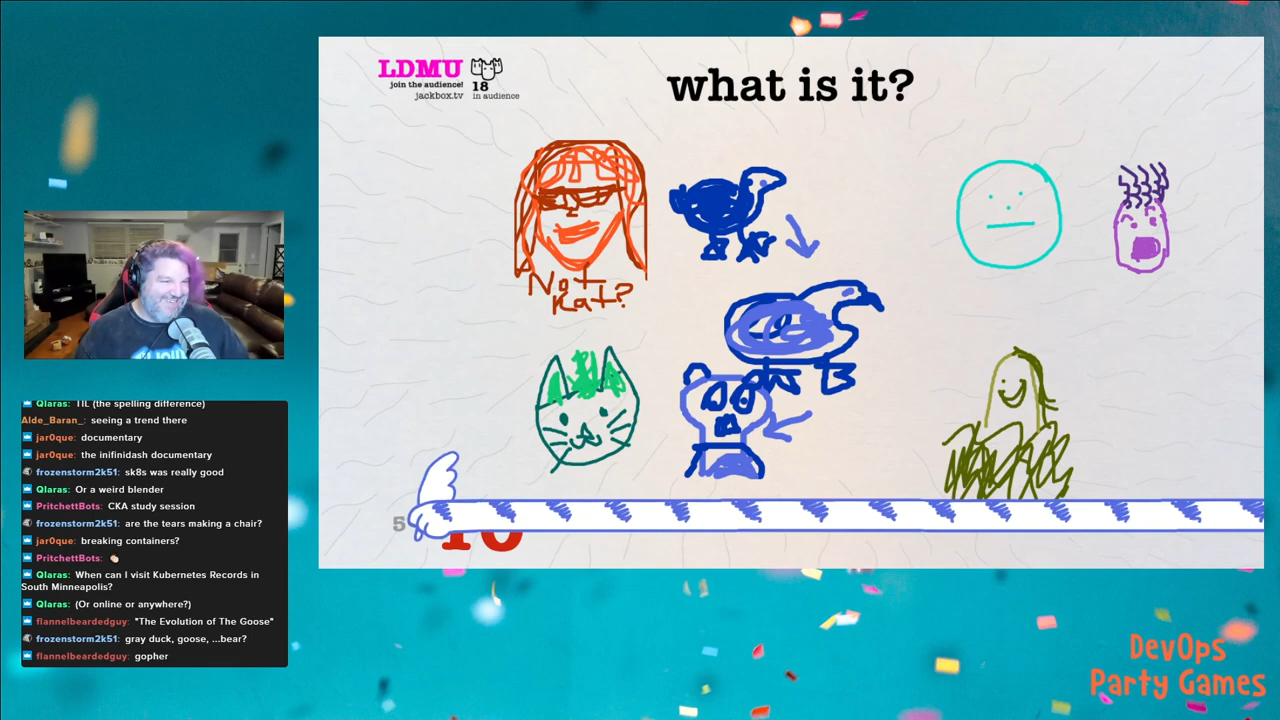 LDMU
join the audience!
jackbox.tv
18
in audience
what is it?
Not
Kat?
5
10
Qlaras: TIL (the spelling difference)
Alde_Baran_: seeing a trend there
jar0que: documentary
jar0que: the inifinidash documentary
frozenstorm2k51: sk8s was really good
Qlaras: Or a weird blender
PritchettBots: CKA study session
frozenstorm2k51: are the tears making a chair?
jar0que: breaking containers?
PritchettBots: 👏🏻
Qlaras: When can I visit Kubernetes Records in
South Minneapolis?
Qlaras: (Or online or anywhere?)
flannelbeardedguy: "The Evolution of The Goose"
frozenstorm2k51: gray duck, goose, ...bear?
flannelbeardedguy: gopher
DevOps
Party Games